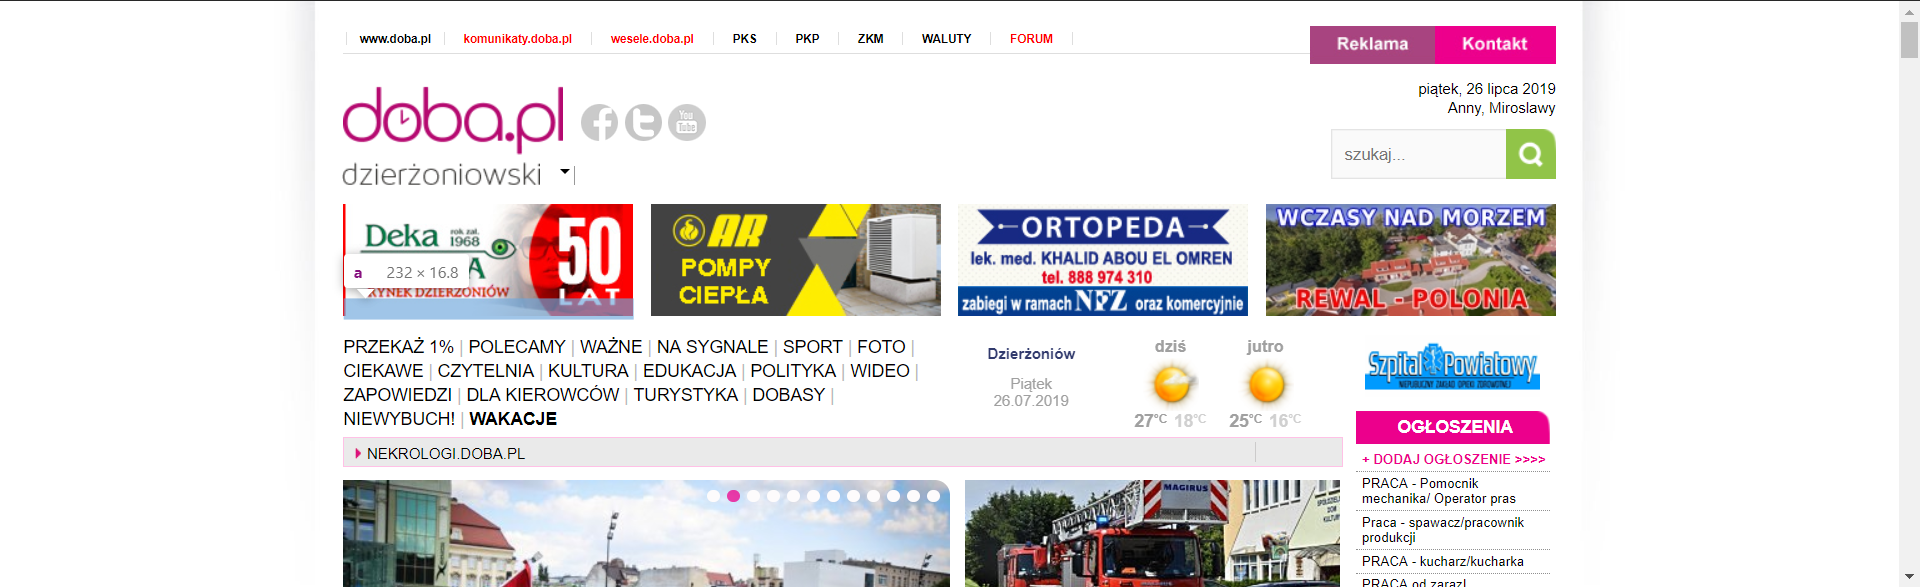 www.doba.pl komunikaty.doba.pl wesele.doba.pl PKS PKP ZKM WALUTY FORUM
Reklama Kontakt
piątek, 26 lipca 2019
Anny, Miroslawy
doba.pl
You Tube
dzierżoniowski
szukaj...
Deka rok zał. 1968
A
RYNEK DZIERŻONIÓW
50
LAT
a 232 × 16.8
AR
POMPY
CIEPŁA
ORTOPEDA
lek. med. KHALID ABOU EL OMREN
tel. 888 974 310
zabiegi w ramach NFZ oraz komercyjnie
WCZASY NAD MORZEM
REWAL - POLONIA
PRZEKAŻ 1% | POLECAMY | WAŻNE | NA SYGNALE | SPORT | FOTO |
CIEKAWE | CZYTELNIA | KULTURA | EDUKACJA | POLITYKA | WIDEO |
ZAPOWIEDZI | DLA KIEROWCÓW | TURYSTYKA | DOBASY |
NIEWYBUCH! | WAKACJE
Dzierżoniów
Piątek
26.07.2019
dziś jutro
27°C 18°C 25°C 16°C
Szpital Powiatowy
NIEPUBLICZNY ZAKŁAD OPIEKI ZDROWOTNEJ
NEKROLOGI.DOBA.PL
OGŁOSZENIA
+ DODAJ OGŁOSZENIE >>>>
PRACA - Pomocnik
mechanika/ Operator pras
Praca - spawacz/pracownik
produkcji
PRACA - kucharz/kucharka
PRACA od zaraz!
MAGIRUS
DOM
KULTURY
MAGIRUS